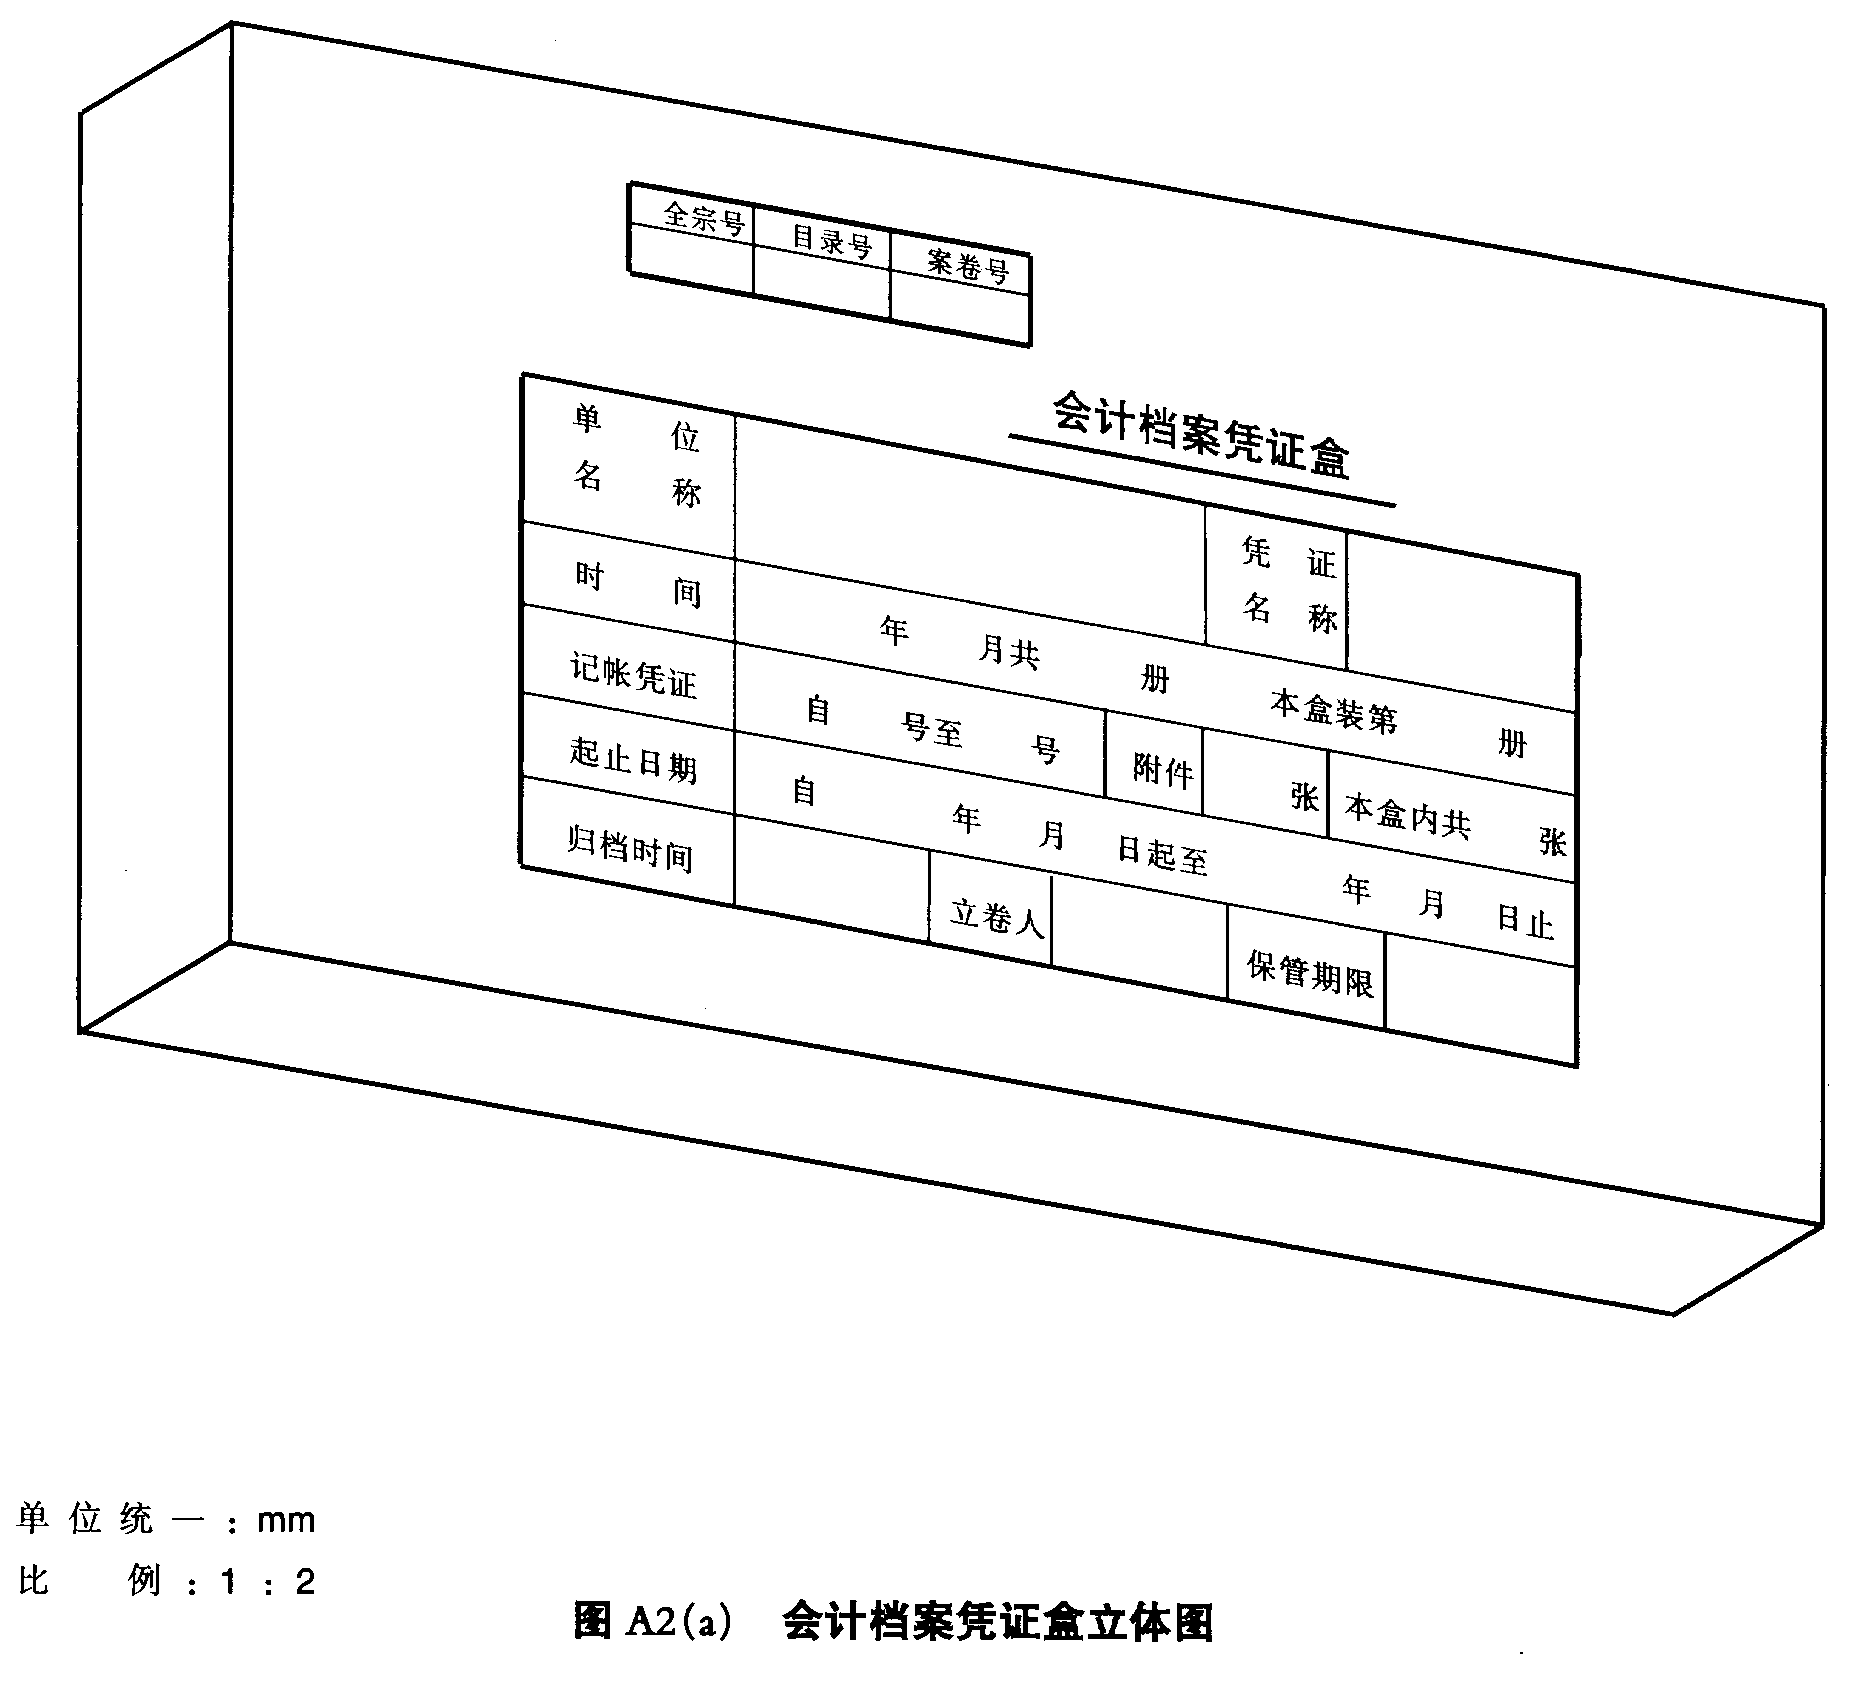 全宗号 目录号 案卷号
会计档案凭证盒
单位名称 凭证名称
时间 年 月共 册 本盒装第 册
记帐凭证 自 号至 号 附件 张 本盒内共 张
起止日期 自 年 月 日起至 年 月 日止
归档时间 立卷人 保管期限
单位统一：mm
比例：1：2
图 A2(a) 会计档案凭证盒立体图